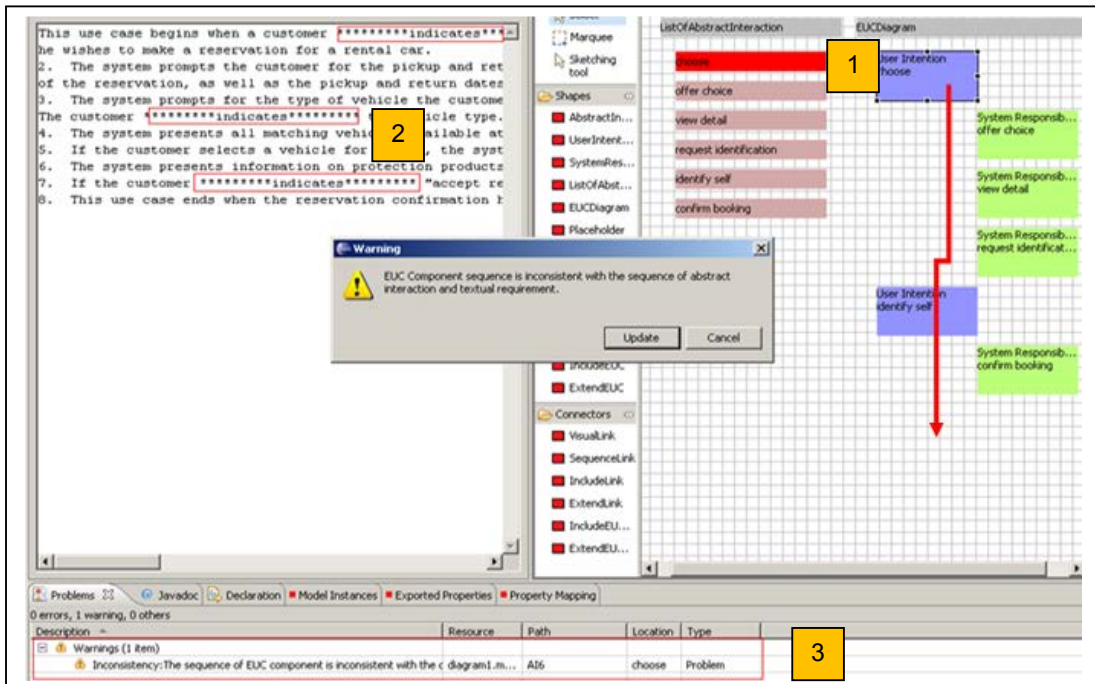 This use case begins when a customer *********indicates***
he wishes to make a reservation for a rental car.
2. The system prompts the customer for the pickup and ret
of the reservation, as well as the pickup and return dates
3. The system prompts for the type of vehicle the custome
The customer *********indicates********* icle type.
4. The system presents all matching vehic ailable at
5. If the customer selects a vehicle for , the syst
6. The system presents information on protection products
7. If the customer *********indicates********* "accept re
8. This use case ends when the reservation confirmation
2
Marquee
Sketching
tool
Shapes
AbstractIn...
UserIntent...
SystemRes...
ListOfAbst...
EUCDiagram
Placeholder
IncludeEUC
ExtendEUC
Connectors
VisualLink
SequenceLink
IncludeLink
ExtendLink
IncludeEU...
ExtendEU...
ListOfAbstractInteraction
choose
offer choice
view detail
request identification
identify self
confirm booking
EUCDiagram
1
User Intention
choose
System Responsib...
offer choice
System Responsib...
view detail
System Responsib...
request identificat...
User Intention
identify self
System Responsib...
confirm booking
Warning
EUC Component sequence is inconsistent with the sequence of abstract
interaction and textual requirement.
Update Cancel
Problems Javadoc Declaration Model Instances Exported Properties Property Mapping
0 errors, 1 warning, 0 others
Description Resource Path Location Type
Warnings (1 item)
Inconsistency:The sequence of EUC component is inconsistent with the c diagram1.m... AI6 choose Problem
3